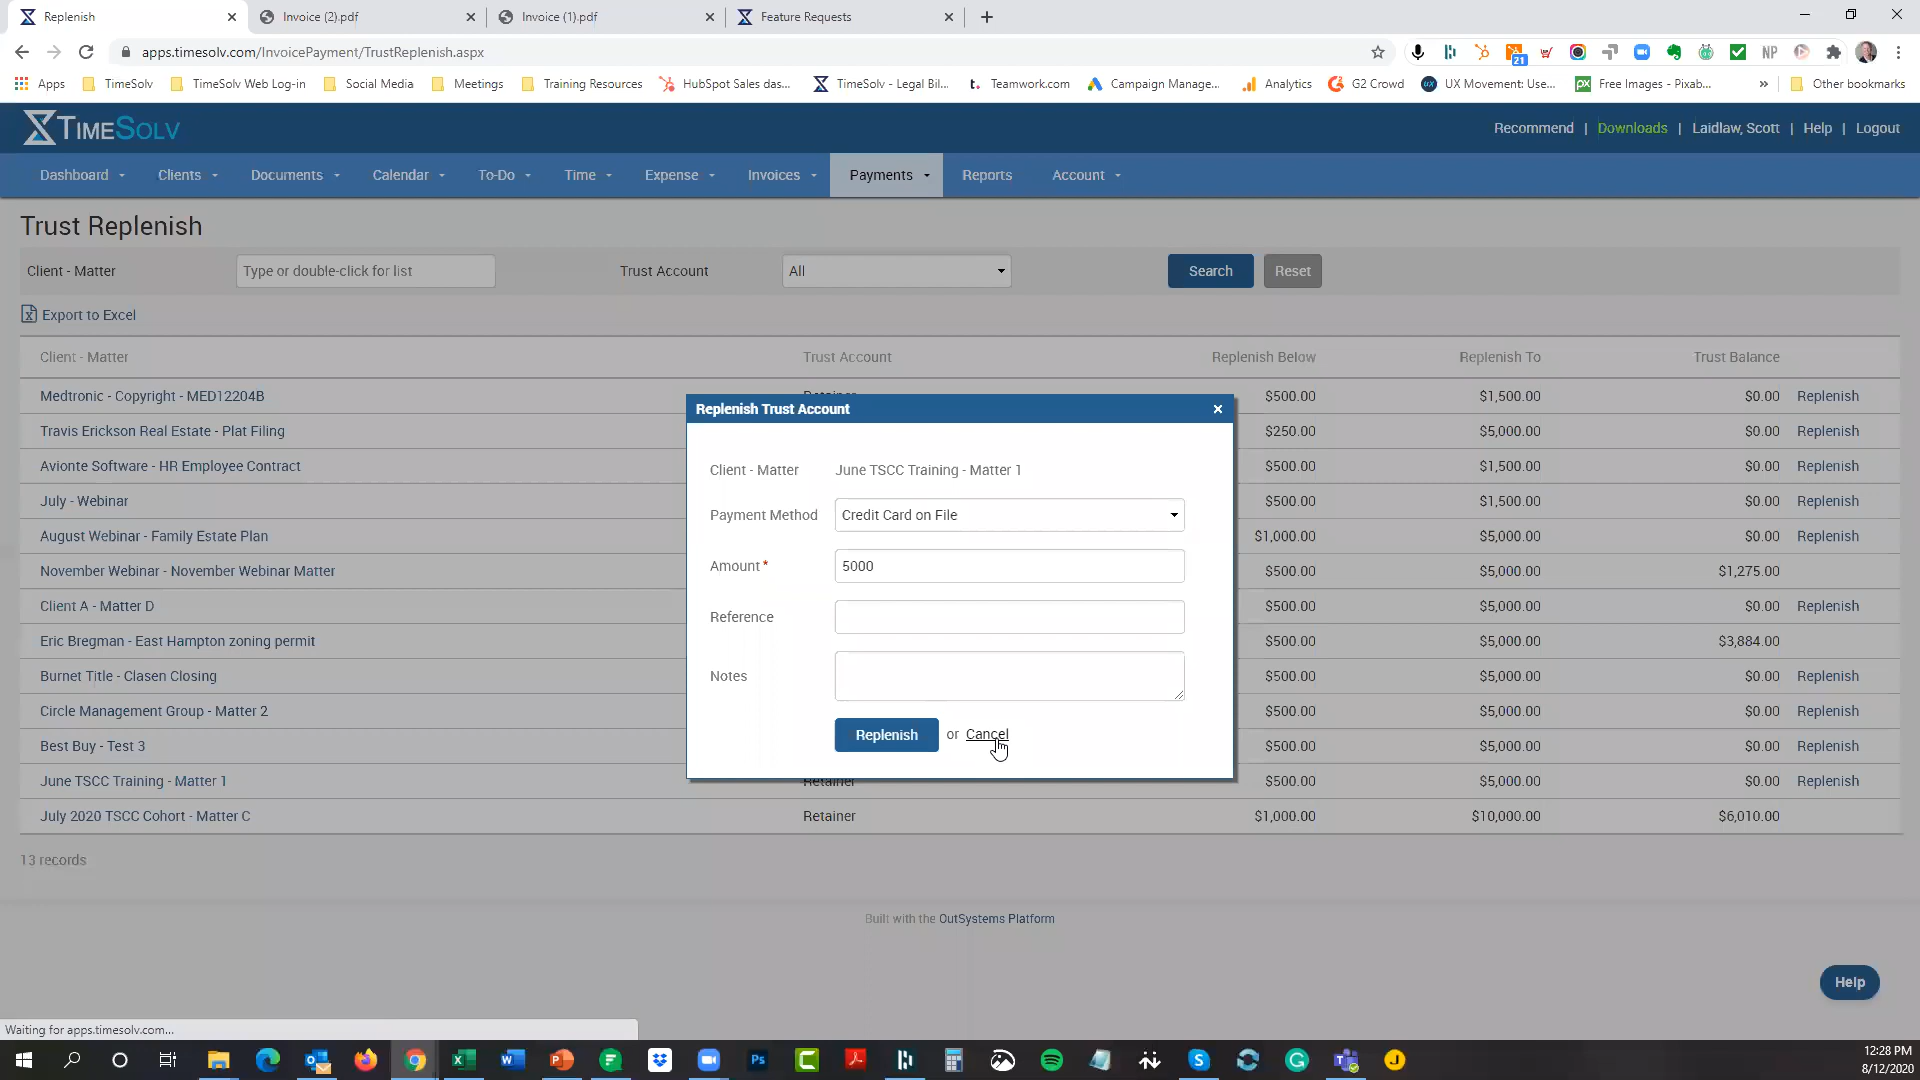 Replenish
Invoice (2).pdf
Invoice (1).pdf
Feature Requests
apps.timesolv.com/InvoicePayment/TrustReplenish.aspx
21
NP
Apps
TimeSolv
TimeSolv Web Log-in
Social Media
Meetings
Training Resources
HubSpot Sales das...
TimeSolv - Legal Bil...
Teamwork.com
Campaign Manage...
Analytics
G2 Crowd
UX Movement: Use...
Free Images - Pixab...
»
Other bookmarks
TIMESOLV
Recommend | Downloads | Laidlaw, Scott | Help | Logout
Dashboard Clients Documents Calendar To-Do Time Expense Invoices Payments Reports Account
Trust Replenish
Client - Matter Type or double-click for list Trust Account All Search Reset
Export to Excel
Client - Matter Trust Account Replenish Below Replenish To Trust Balance
Medtronic - Copyright - MED12204B Retainer $500.00 $1,500.00 $0.00 Replenish
Travis Erickson Real Estate - Plat Filing $250.00 $5,000.00 $0.00 Replenish
Avionte Software - HR Employee Contract $500.00 $1,500.00 $0.00 Replenish
July - Webinar $500.00 $1,500.00 $0.00 Replenish
August Webinar - Family Estate Plan $1,000.00 $5,000.00 $0.00 Replenish
November Webinar - November Webinar Matter $500.00 $5,000.00 $1,275.00
Client A - Matter D $500.00 $5,000.00 $0.00 Replenish
Eric Bregman - East Hampton zoning permit $500.00 $5,000.00 $3,884.00
Burnet Title - Clasen Closing $500.00 $5,000.00 $0.00 Replenish
Circle Management Group - Matter 2 $500.00 $5,000.00 $0.00 Replenish
Best Buy - Test 3 $500.00 $5,000.00 $0.00 Replenish
June TSCC Training - Matter 1 Retainer $500.00 $5,000.00 $0.00 Replenish
July 2020 TSCC Cohort - Matter C Retainer $1,000.00 $10,000.00 $6,010.00
13 records
Replenish Trust Account
Client - Matter June TSCC Training - Matter 1
Payment Method Credit Card on File
Amount* 5000
Reference
Notes
Replenish or Cancel
Built with the OutSystems Platform
Help
Waiting for apps.timesolv.com...
12:28 PM
8/12/2020